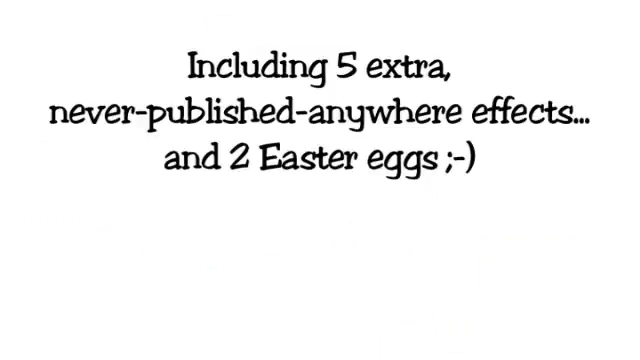 Including 5 extra,
never-published-anywhere effects...
and 2 Easter eggs ;-)